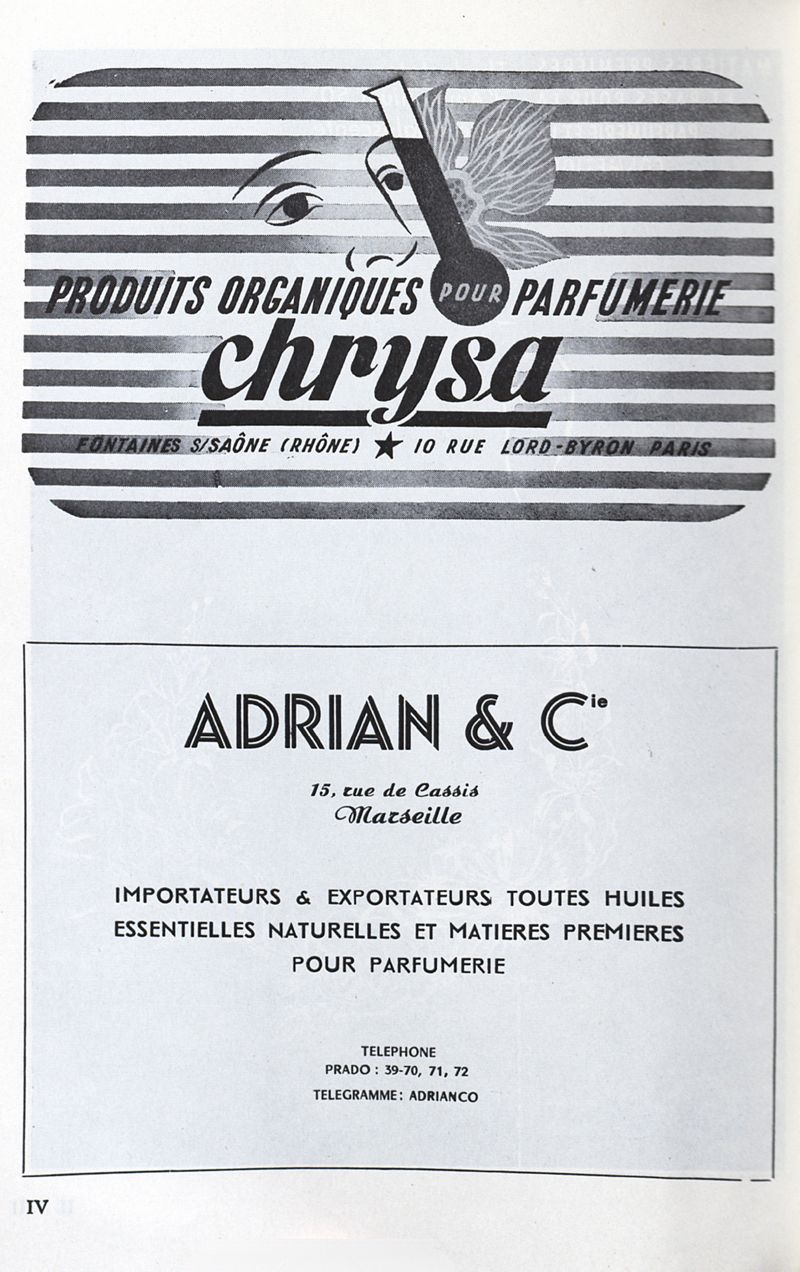 PRODUITS ORGANIQUES POUR PARFUMERIE
chrysa
FONTAINES S/SAÔNE (RHÔNE) ★ 10 RUE LORD-BYRON PARIS
ADRIAN & Cie
15, rue de Cassis
Marseille
IMPORTATEURS & EXPORTATEURS TOUTES HUILES
ESSENTIELLES NATURELLES ET MATIERES PREMIERES
POUR PARFUMERIE
TELEPHONE
PRADO : 39-70, 71, 72
TELEGRAMME : ADRIANCO
IV